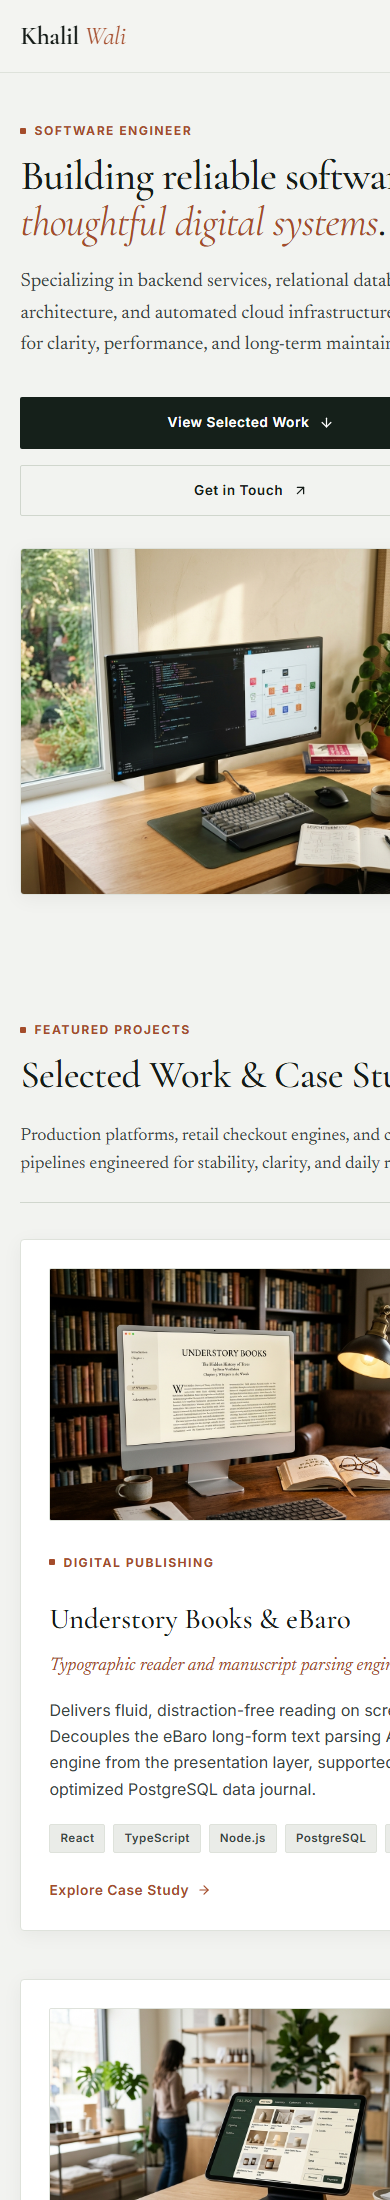 Khalil Wali
SOFTWARE ENGINEER
Building reliable softwar
thoughtful digital systems.
Specializing in backend services, relational datab
architecture, and automated cloud infrastructure
for clarity, performance, and long-term maintain
View Selected Work ↓
Get in Touch ↗
FEATURED PROJECTS
Selected Work & Case Stu
Production platforms, retail checkout engines, and c
pipelines engineered for stability, clarity, and daily r
UNDERSTORY BOOKS
DIGITAL PUBLISHING
Understory Books & eBaro
Typographic reader and manuscript parsing engin
Delivers fluid, distraction-free reading on scre
Decouples the eBaro long-form text parsing A
engine from the presentation layer, supported
optimized PostgreSQL data journal.
React TypeScript Node.js PostgreSQL
Explore Case Study →